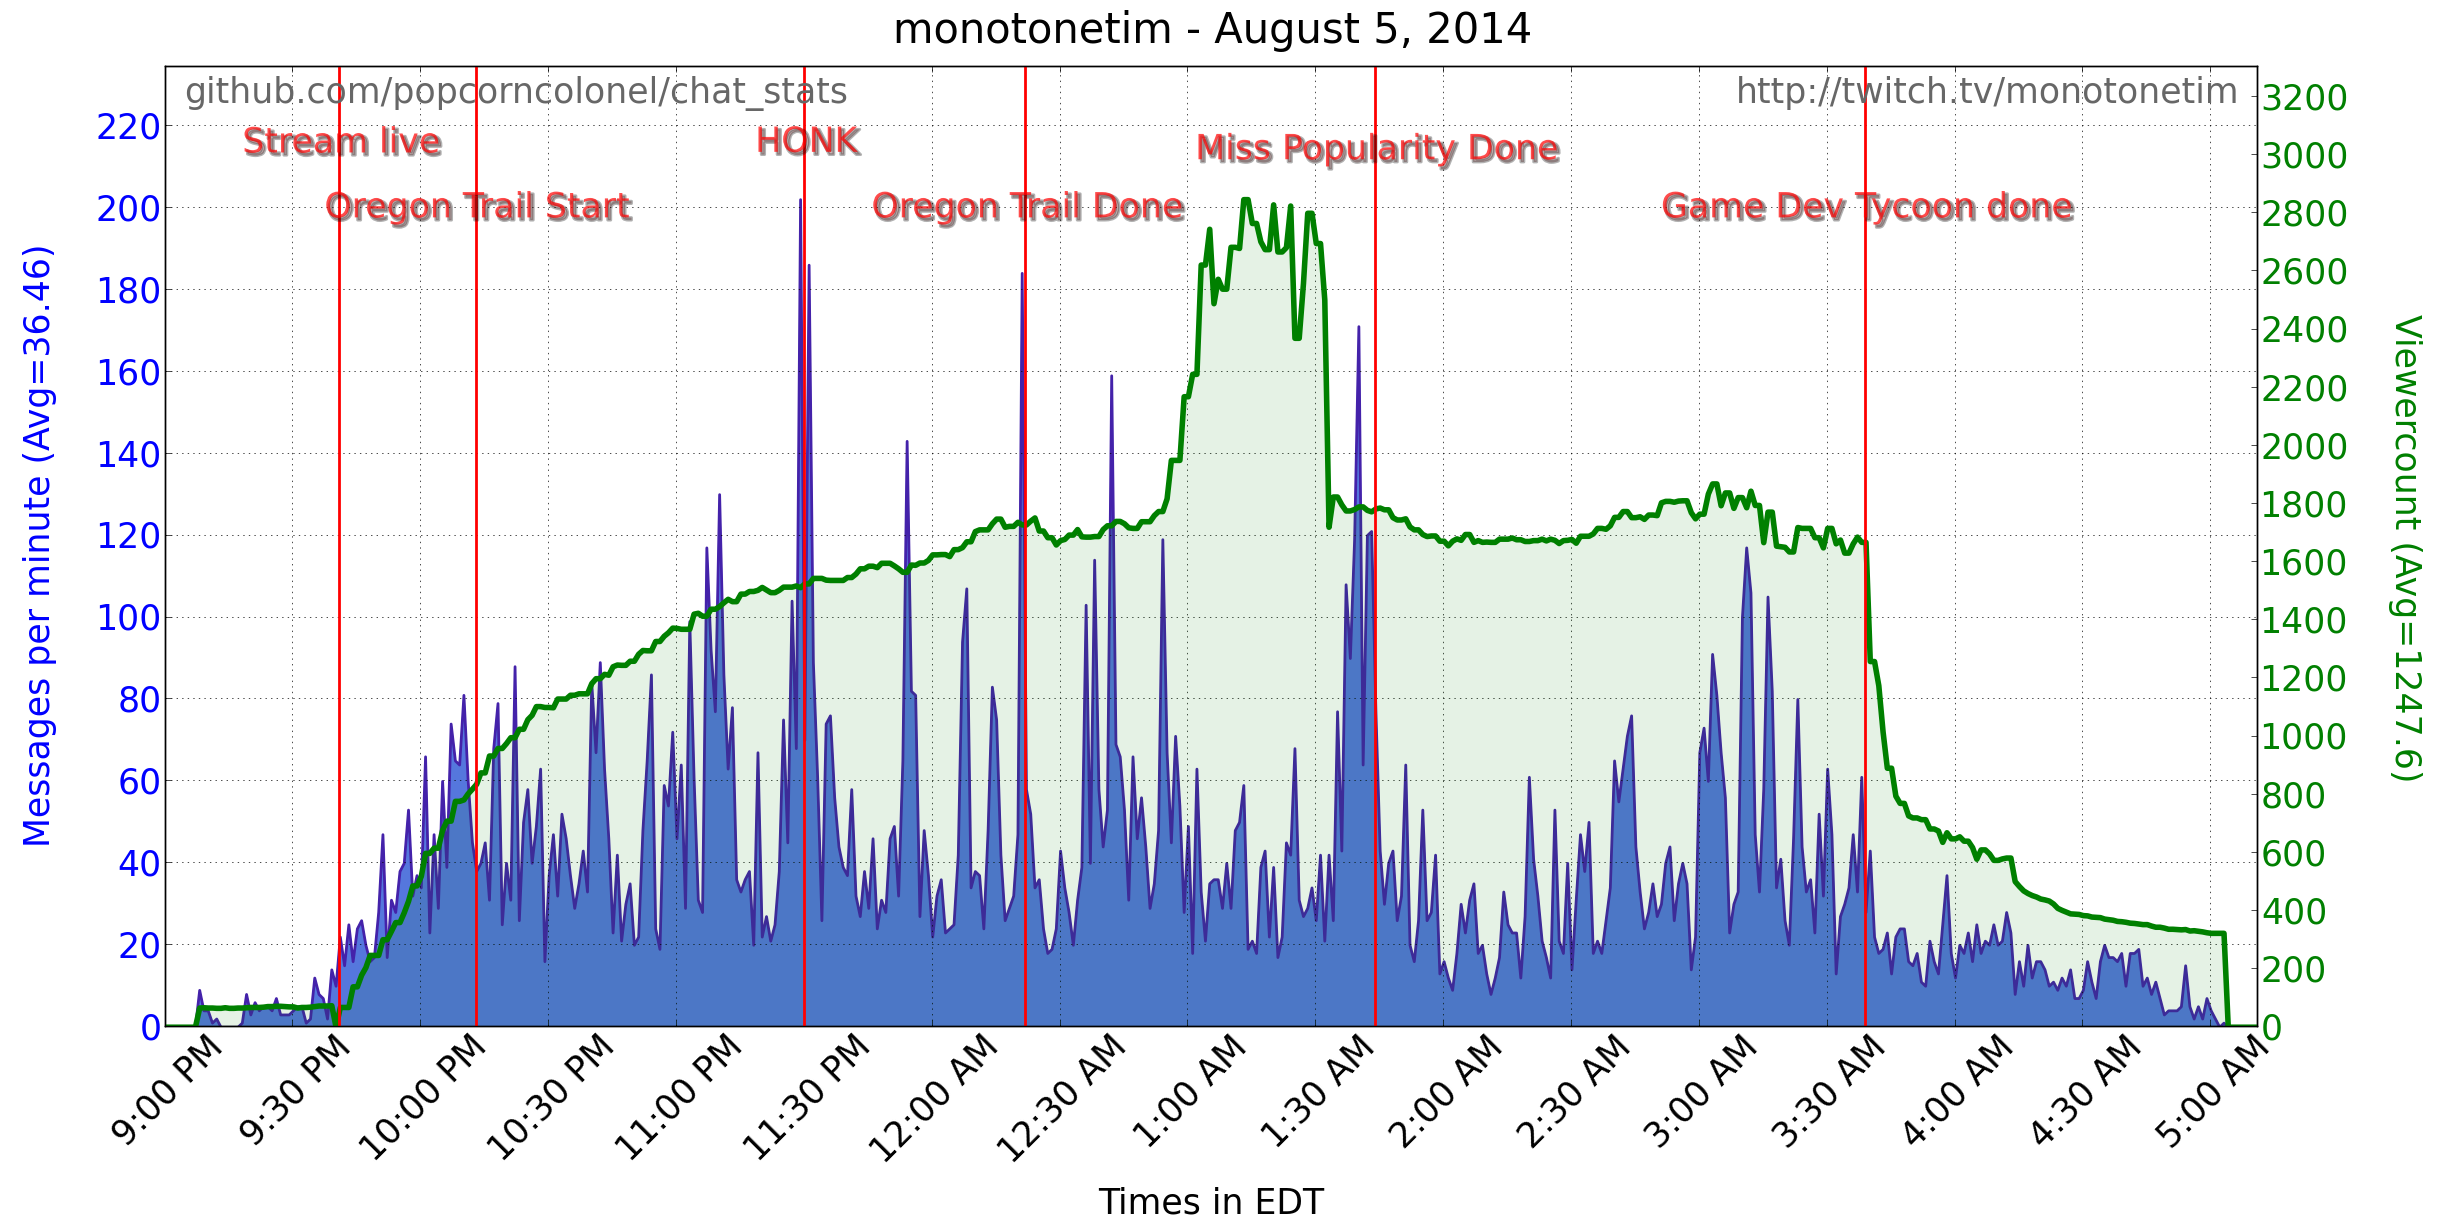 monotonetim - August 5, 2014
github.com/popcorncolonel/chat_stats
http://twitch.tv/monotonetim
Stream live
HONK
Miss Popularity Done
Oregon Trail Start
Oregon Trail Done
Game Dev Tycoon done
Messages per minute (Avg=36.46)
220
200
180
160
140
120
100
80
60
40
20
0
3200
3000
2800
2600
2400
2200
2000
1800
1600
1400
1200
1000
800
600
400
200
0
Viewercount (Avg=1247.6)
9:00 PM
9:30 PM
10:00 PM
10:30 PM
11:00 PM
11:30 PM
12:00 AM
12:30 AM
1:00 AM
1:30 AM
2:00 AM
2:30 AM
3:00 AM
3:30 AM
4:00 AM
4:30 AM
5:00 AM
Times in EDT